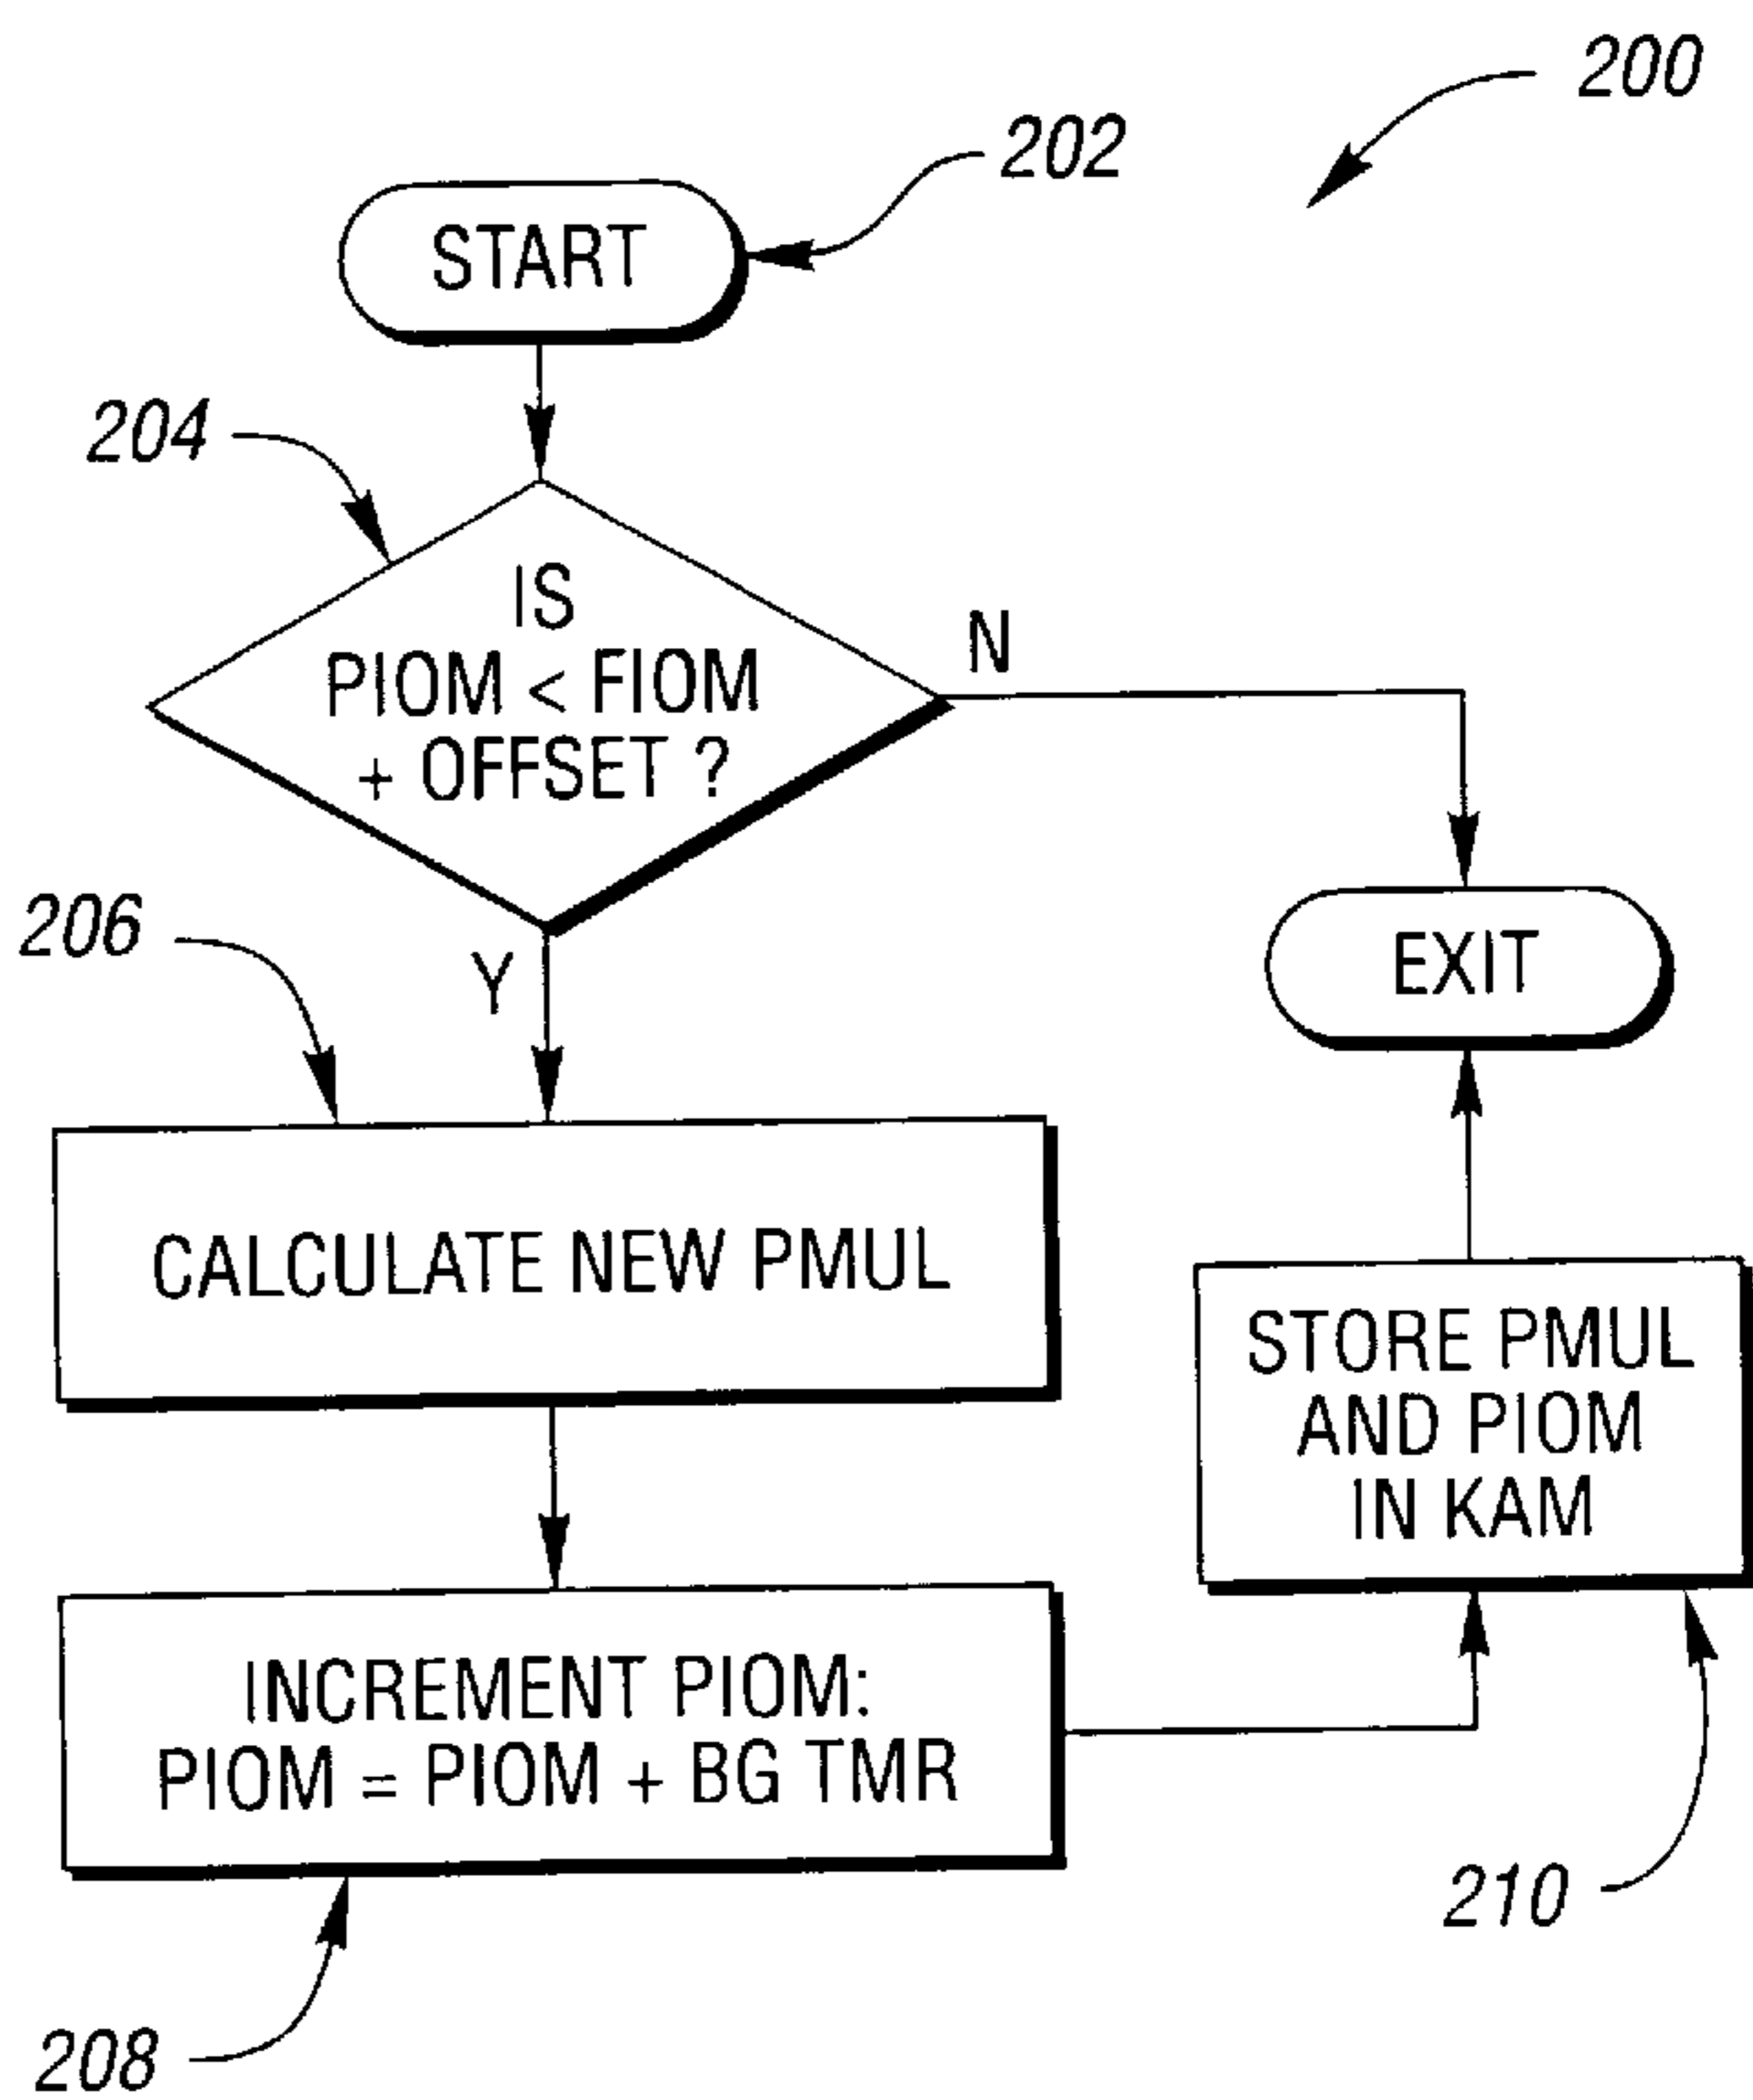 200
202
START
204
IS
PIOM < FIOM
+ OFFSET ?
N
206
Y
EXIT
CALCULATE NEW PMUL
STORE PMUL
AND PIOM
IN KAM
INCREMENT PIOM:
PIOM = PIOM + BG TMR
210
208